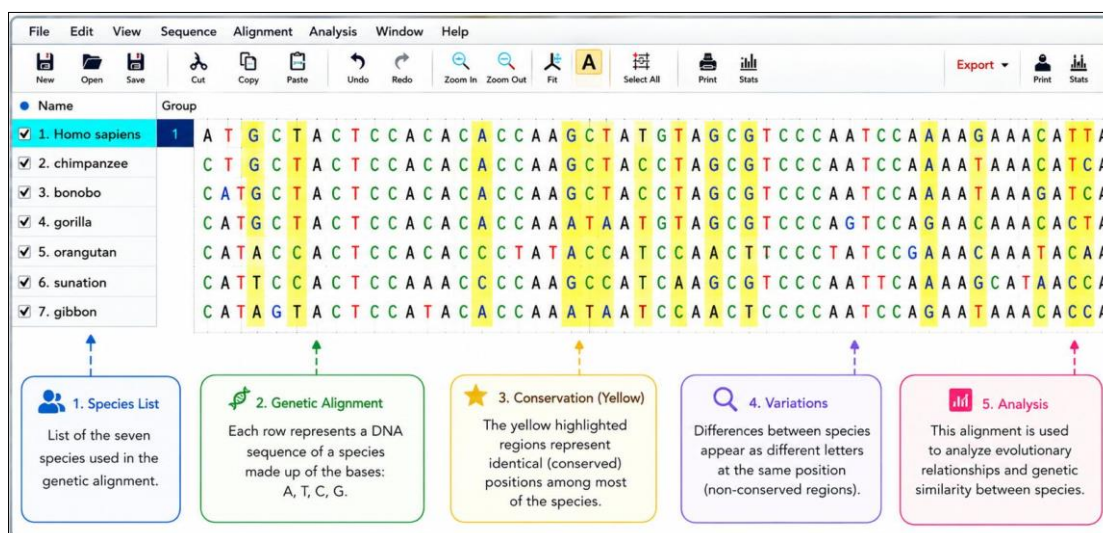 File Edit View Sequence Alignment Analysis Window Help
New Open Save Cut Copy Paste Undo Redo Zoom In Zoom Out Fit A Select All Print Stats Export Print Stats
Name Group
1. Homo sapiens 1 A T G C T A C T C C A C A C A C C A A G C T A T G T A G C G T C C C A A T C C A A A A G A A A C A T T A
2. chimpanzee C T G C T A C T C C A C A C A C C A A G C T A C C T A G C G T C C C A A T C C A A A A T A A A C A T C A
3. bonobo C A T G C T A C T C C A C A C A C C A A G C T A C C T A G C G T C C C A A T C C A A A A T A A A G A T C A
4. gorilla C A T G C T A C T C C A C A C A C C A A A T A A T G T A G C G T C C C A G T C C A G A A C A A A C A C T A
5. orangutan C A T A C C A C T C C A C A C C C T A T A C C A T C C A A C T T C C C T A T C C G A A A C A A A T A C A A
6. sunation C A T T C C A C T C C A A A C C C C A A G C C A T C A A G C G T C C C A A T T C A A A A G C A T A A C C A
7. gibbon C A T A G T A C T C C A T A C A C C A A A T A A T C C A A C T C C C C A A T C C A G A A T A A A C A C C A
1. Species List
List of the seven
species used in the
genetic alignment.
2. Genetic Alignment
Each row represents a DNA
sequence of a species
made up of the bases:
A, T, C, G.
3. Conservation (Yellow)
The yellow highlighted
regions represent
identical (conserved)
positions among most
of the species.
4. Variations
Differences between species
appear as different letters
at the same position
(non-conserved regions).
5. Analysis
This alignment is used
to analyze evolutionary
relationships and genetic
similarity between species.